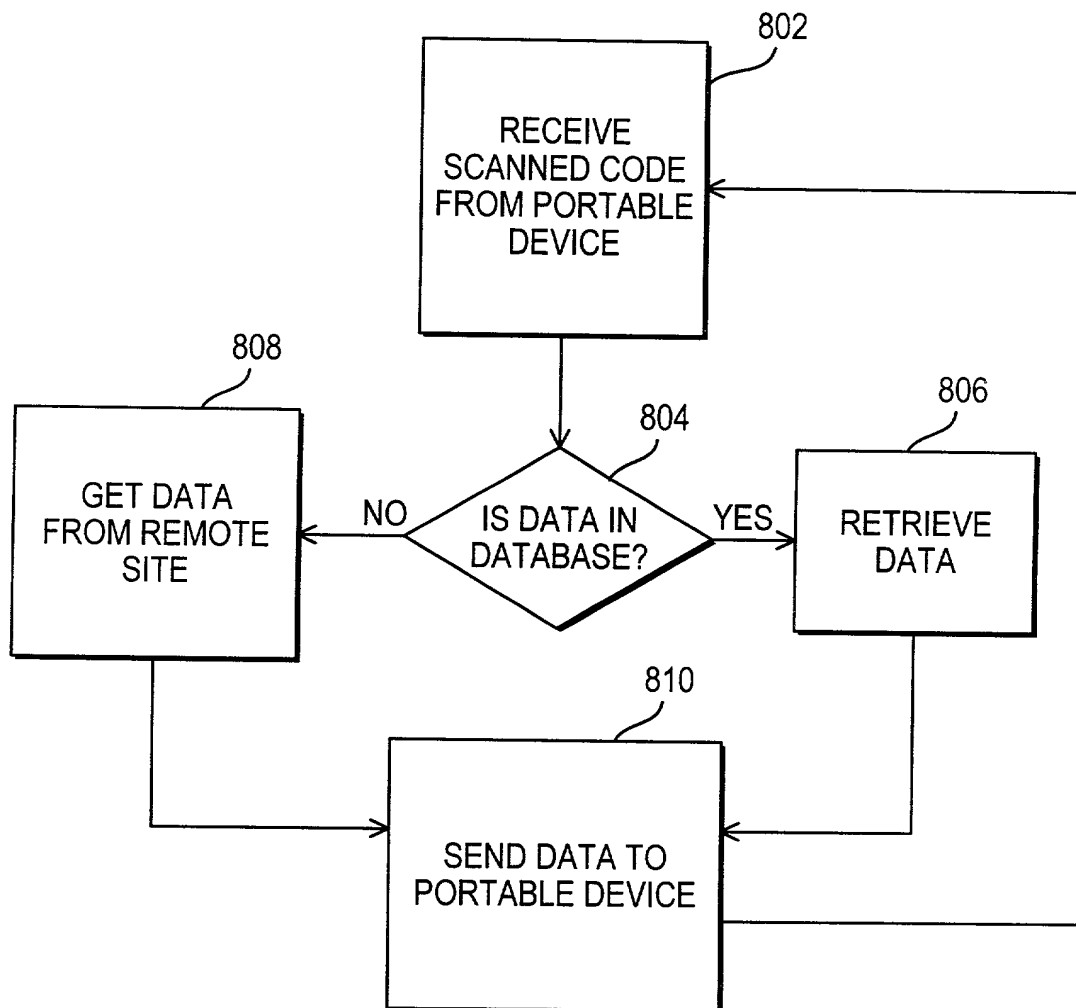 802
RECEIVE
SCANNED CODE
FROM PORTABLE
DEVICE
808
GET DATA
FROM REMOTE
SITE
NO
804
IS DATA IN
DATABASE?
YES
806
RETRIEVE
DATA
810
SEND DATA TO
PORTABLE DEVICE